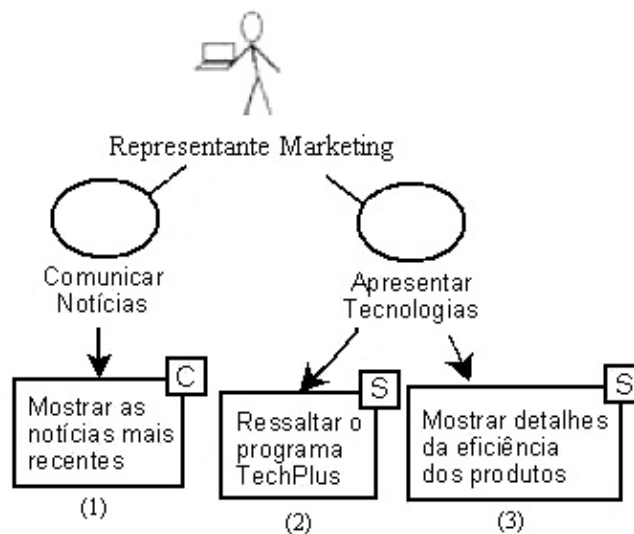 Representante Marketing
Comunicar
Notícias
Apresentar
Tecnologias
C
Mostrar as
notícias mais
recentes
(1)
S
Ressaltar o
programa
TechPlus
(2)
S
Mostrar detalhes
da eficiência
dos produtos
(3)